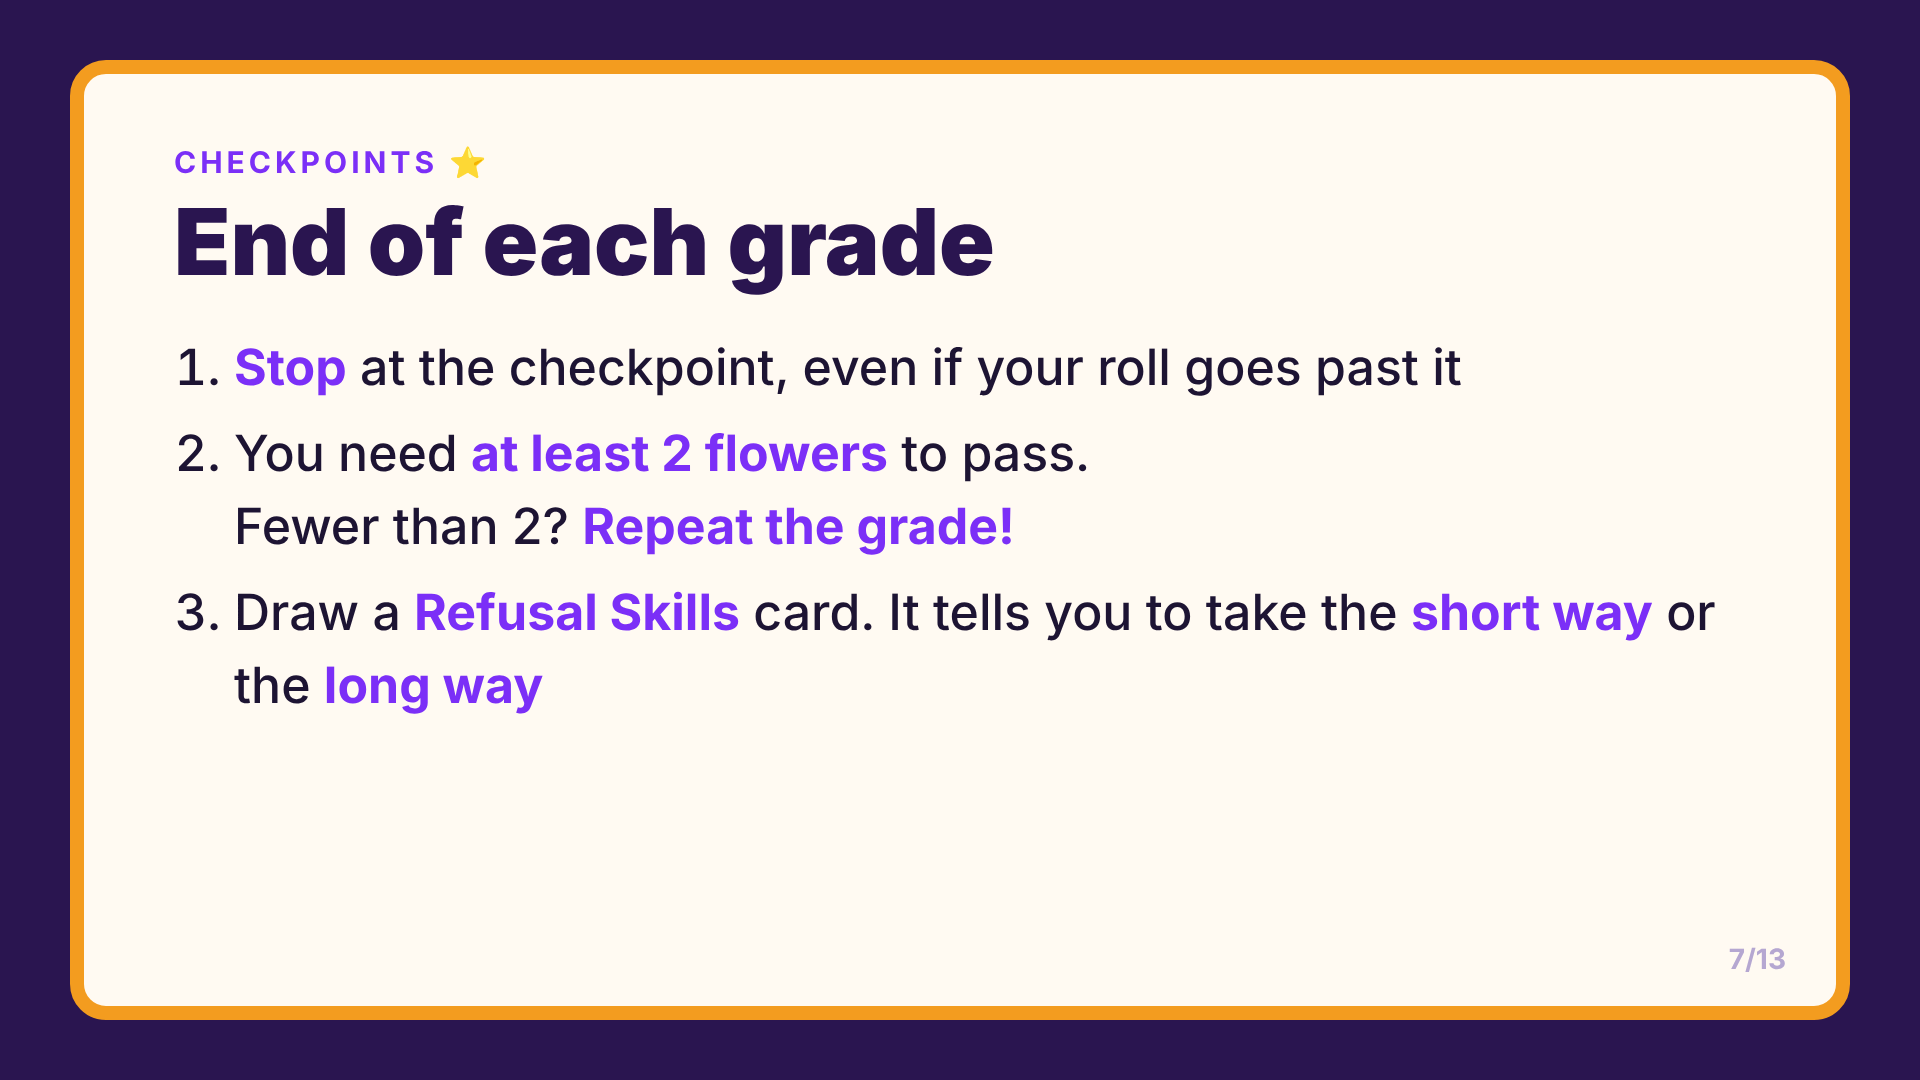 CHECKPOINTS ⭐
End of each grade
1. Stop at the checkpoint, even if your roll goes past it
2. You need at least 2 flowers to pass.
Fewer than 2? Repeat the grade!
3. Draw a Refusal Skills card. It tells you to take the short way or
the long way
7/13